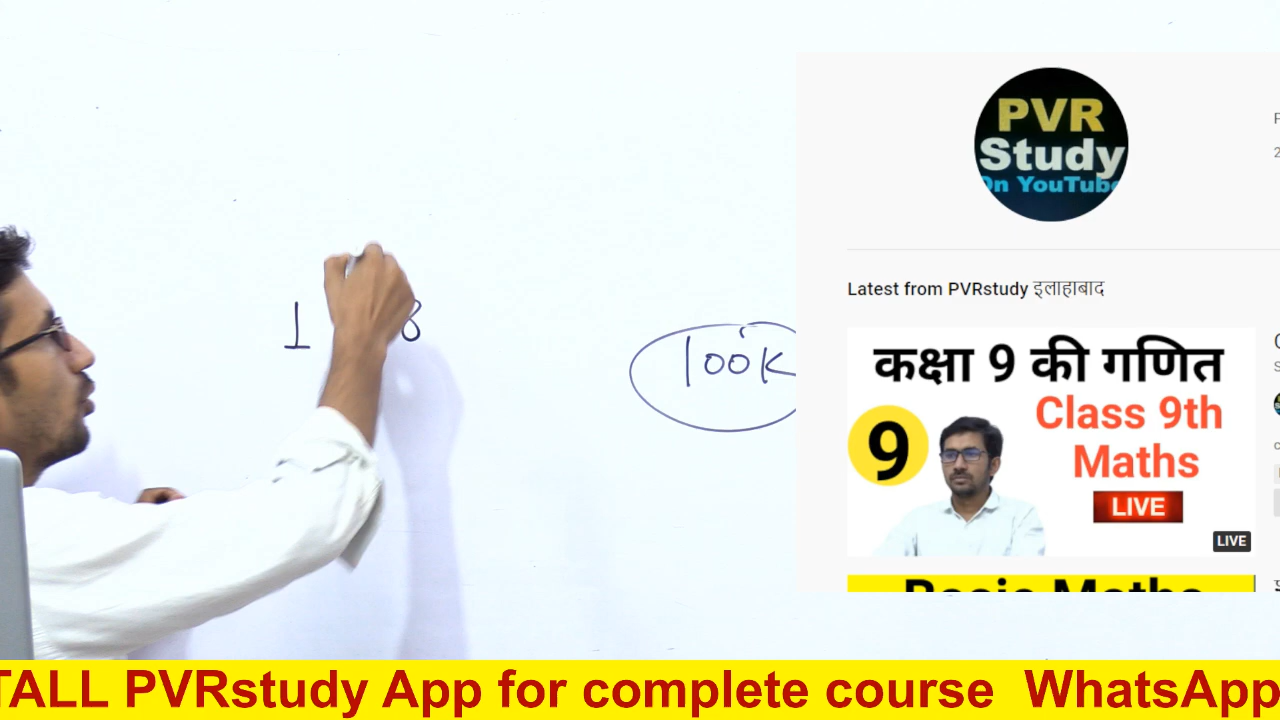 PVR
Study
On YouTube
Latest from PVRstudy इलाहाबाद
1 8
100K
कक्षा 9 की गणित
9
Class 9th
Maths
LIVE
LIVE
TALL PVRstudy App for complete course WhatsApp